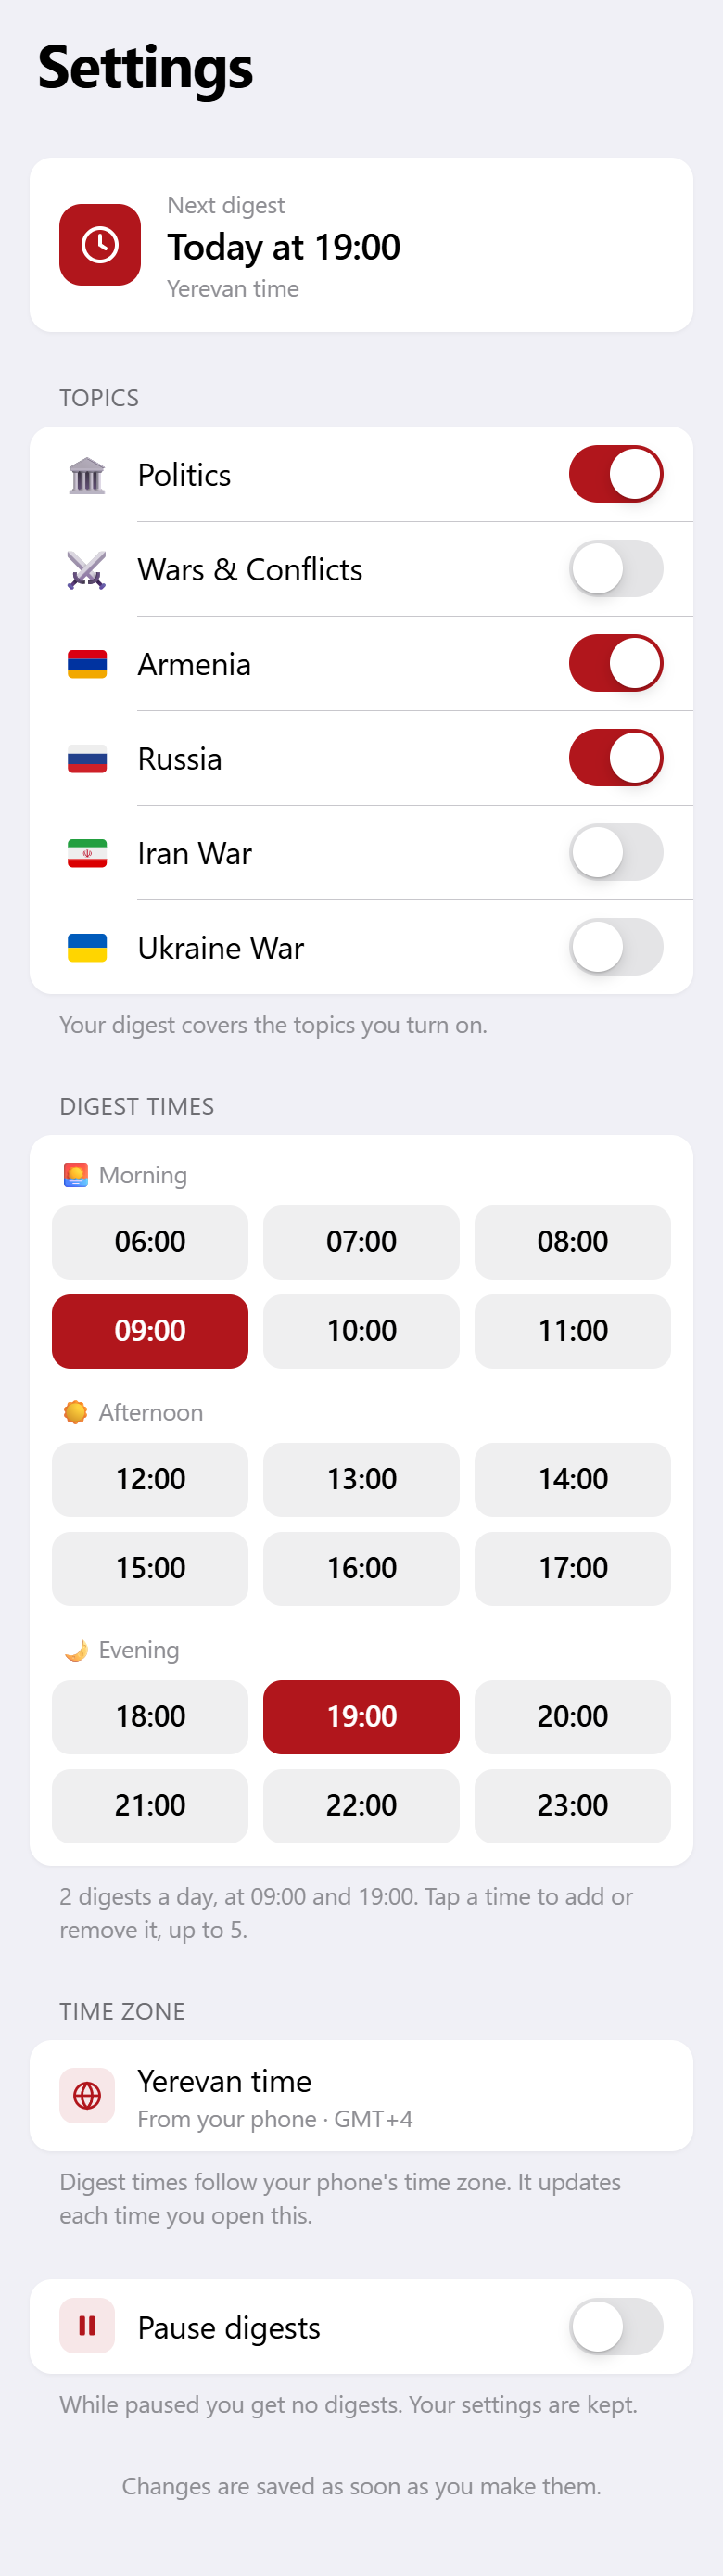 Settings
Next digest
Today at 19:00
Yerevan time
TOPICS
Politics
Wars & Conflicts
Armenia
Russia
Iran War
Ukraine War
Your digest covers the topics you turn on.
DIGEST TIMES
Morning
06:00 07:00 08:00
09:00 10:00 11:00
Afternoon
12:00 13:00 14:00
15:00 16:00 17:00
Evening
18:00 19:00 20:00
21:00 22:00 23:00
2 digests a day, at 09:00 and 19:00. Tap a time to add or
remove it, up to 5.
TIME ZONE
Yerevan time
From your phone · GMT+4
Digest times follow your phone's time zone. It updates
each time you open this.
Pause digests
While paused you get no digests. Your settings are kept.
Changes are saved as soon as you make them.